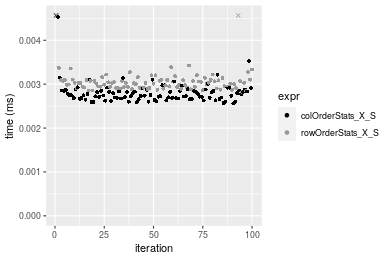 0.004
0.003
0.002
0.001
0.000
time (ms)
0
25
50
75
100
iteration
expr
colOrderStats_X_S
rowOrderStats_X_S